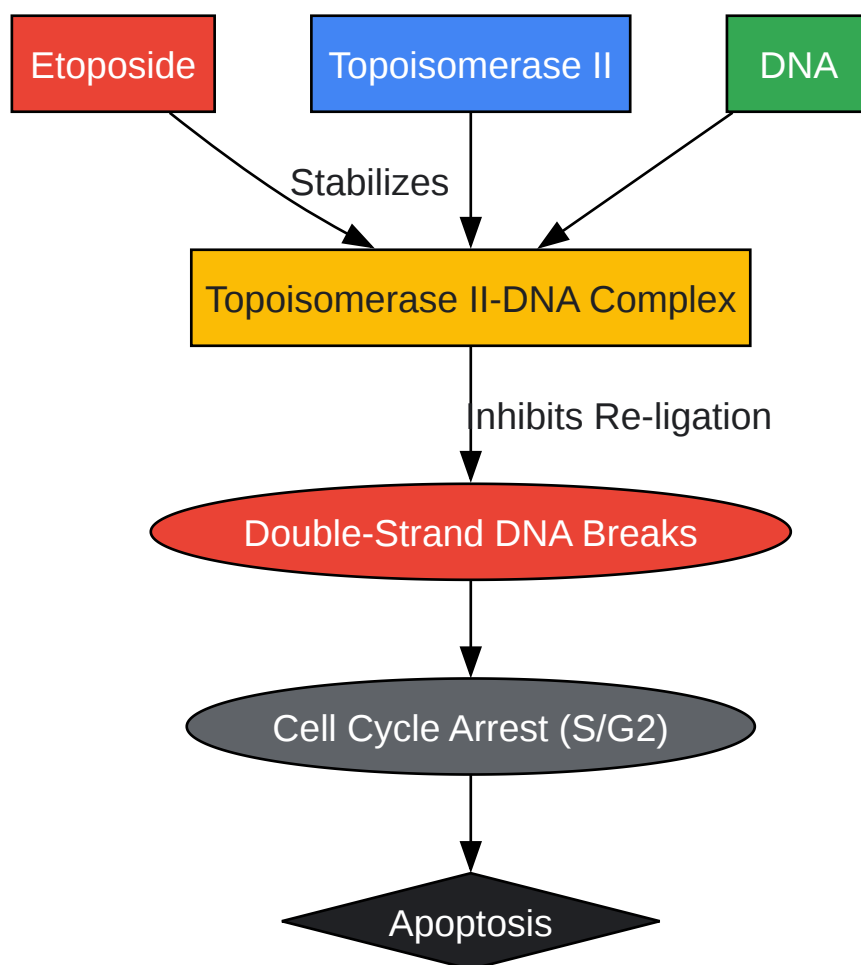 Etoposide
Topoisomerase II
DNA
Stabilizes
Topoisomerase II-DNA Complex
Inhibits Re-ligation
Double-Strand DNA Breaks
Cell Cycle Arrest (S/G2)
Apoptosis